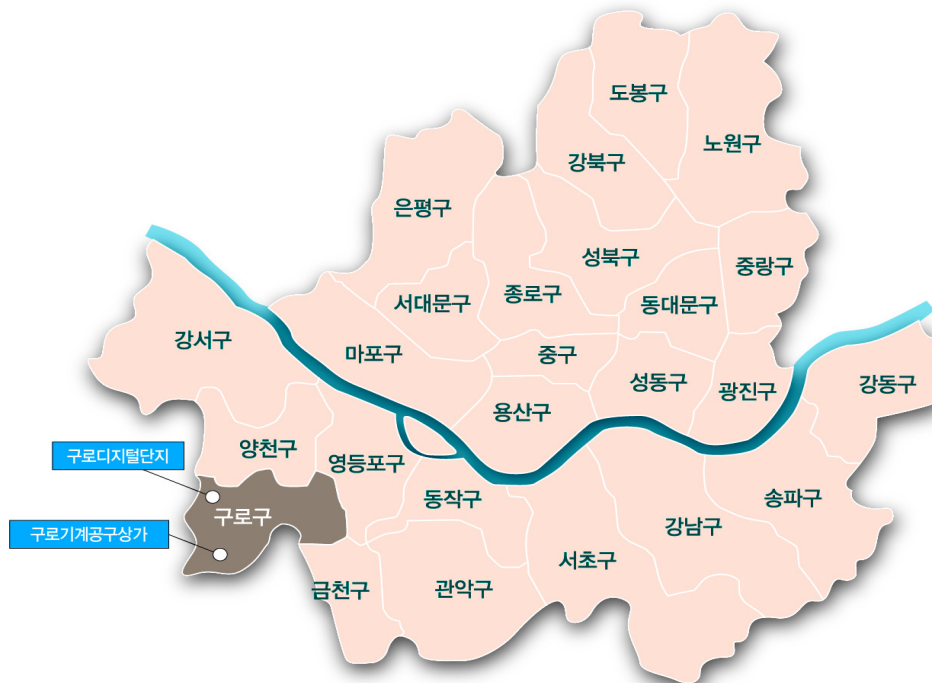 도봉구
노원구
강북구
은평구
성북구
중랑구
서대문구
종로구
동대문구
강서구
마포구
중구
성동구
광진구
강동구
용산구
양천구
영등포구
구로디지털단지
동작구
송파구
구로구
강남구
구로기계공구상가
서초구
금천구
관악구